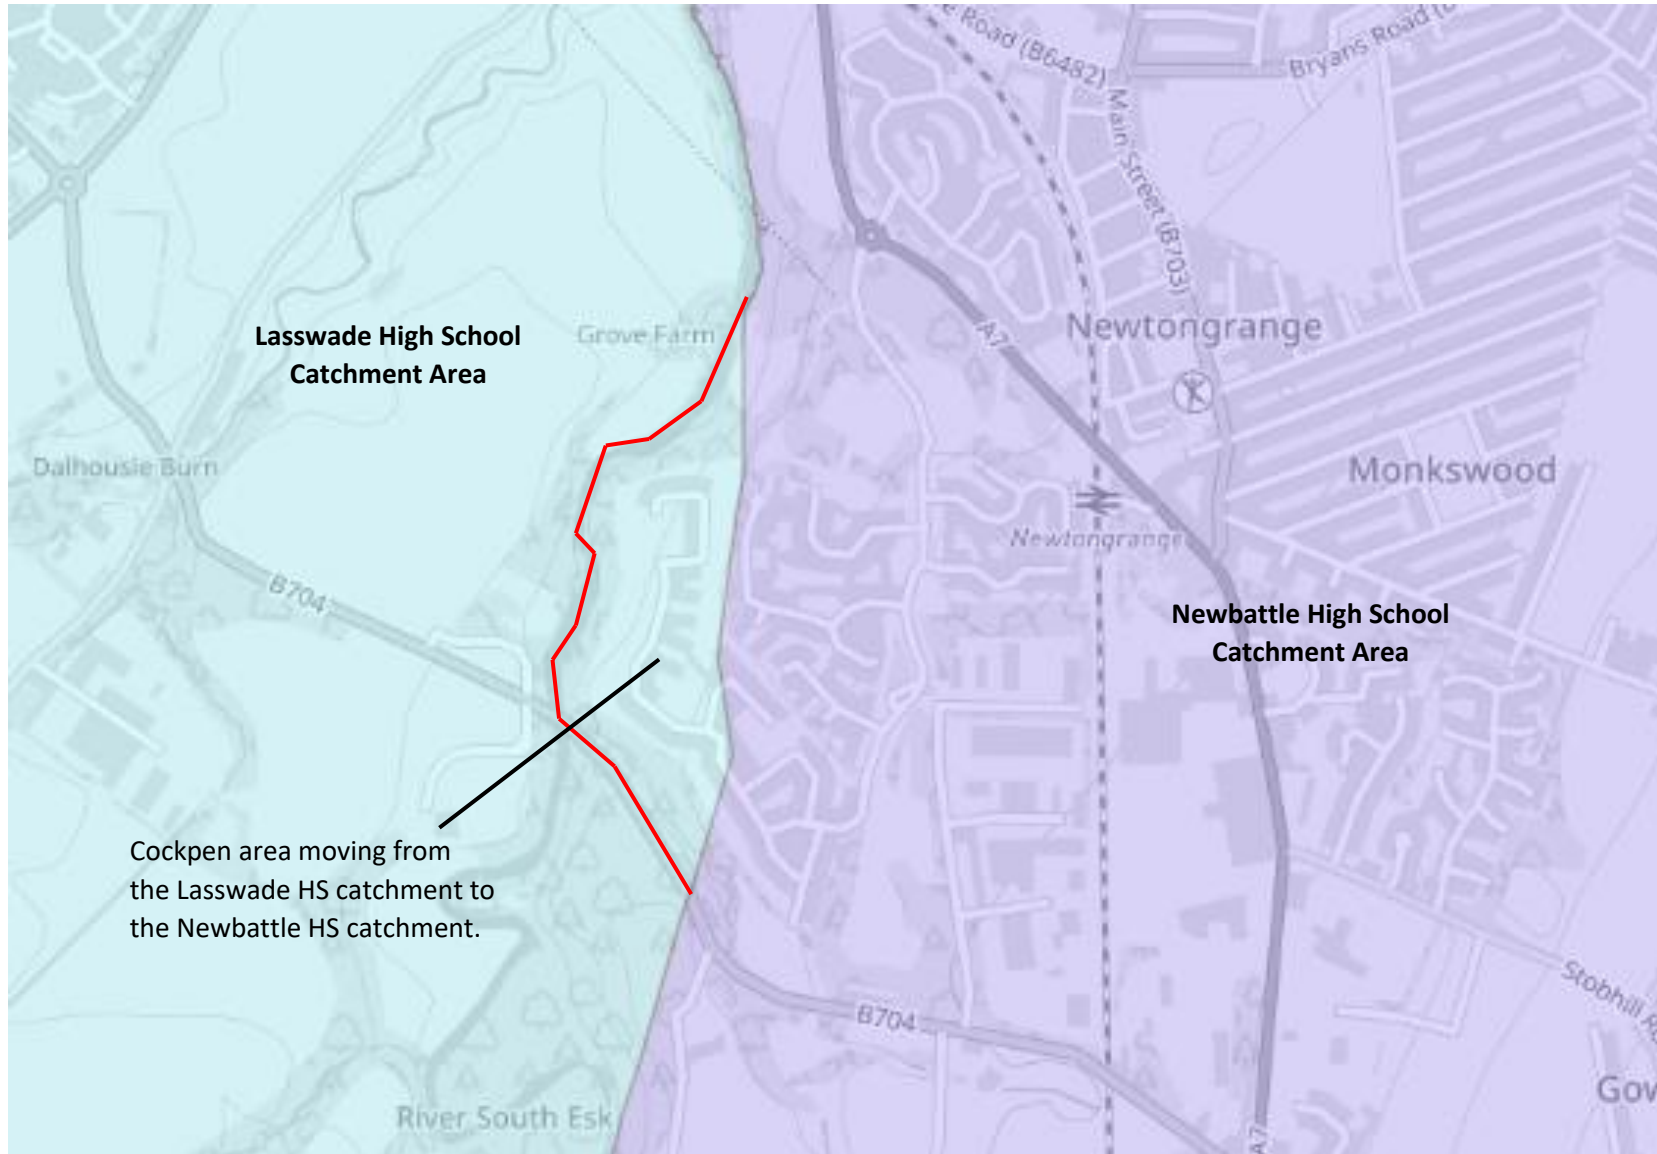 e Road (B6482)
Bryans Road (
Main Street (B703)
Lasswade High School
Catchment Area
Grove Farm
A7
Newtongrange
Dalhousie Burn
Monkswood
Newtongrange
B704
Newbattle High School
Catchment Area
Cockpen area moving from
the Lasswade HS catchment to
the Newbattle HS catchment.
Stobhill R
B704
Gov
River South Esk
A7